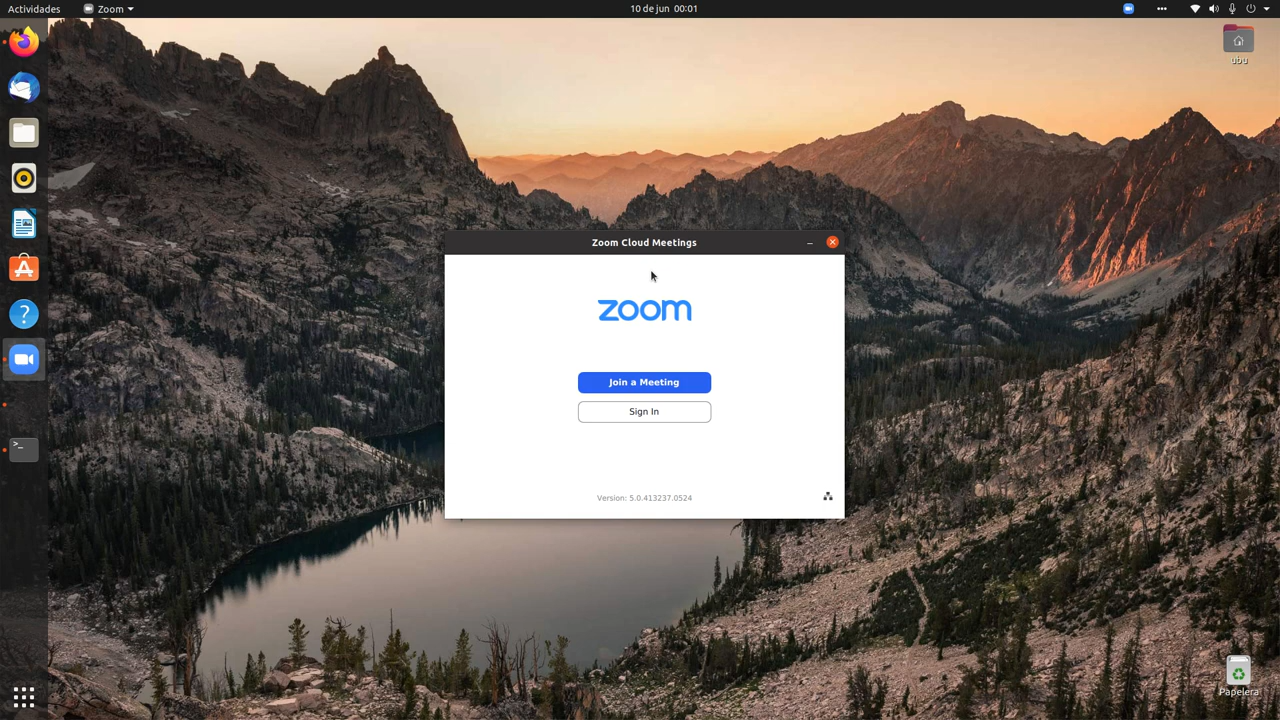 Actividades Zoom 10 de jun 00:01
ubu
Zoom Cloud Meetings
zoom
Join a Meeting
Sign In
Version: 5.0.413237.0524
Papelera